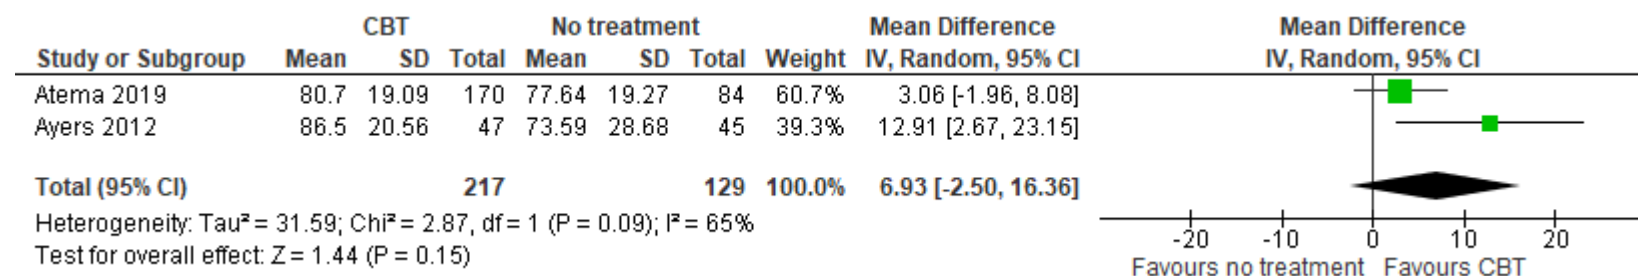 CBT No treatment Mean Difference Mean Difference
Study or Subgroup Mean SD Total Mean SD Total Weight IV, Random, 95% CI IV, Random, 95% CI
Atema 2019 80.7 19.09 170 77.64 19.27 84 60.7% 3.06 [-1.96, 8.08]
Ayers 2012 86.5 20.56 47 73.59 28.68 45 39.3% 12.91 [2.67, 23.15]
Total (95% CI) 217 129 100.0% 6.93 [-2.50, 16.36]
Heterogeneity: Tau² = 31.59; Chi² = 2.87, df = 1 (P = 0.09); I² = 65%
Test for overall effect: Z = 1.44 (P = 0.15)
-20 -10 0 10 20
Favours no treatment Favours CBT